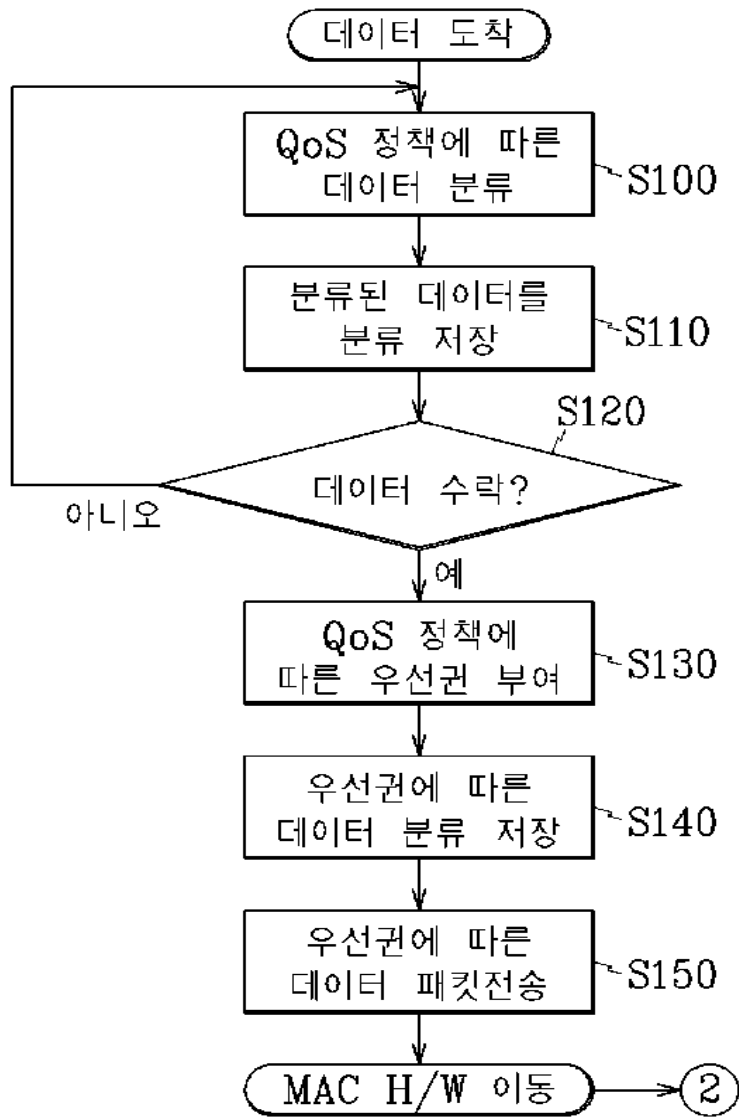 데이터 도착
QoS 정책에 따른
데이터 분류
S100
분류된 데이터를
분류 저장
S110
S120
데이터 수락?
아니오
예
QoS 정책에
따른 우선권 부여
S130
우선권에 따른
데이터 분류 저장
S140
우선권에 따른
데이터 패킷전송
S150
MAC H/W 이동
2